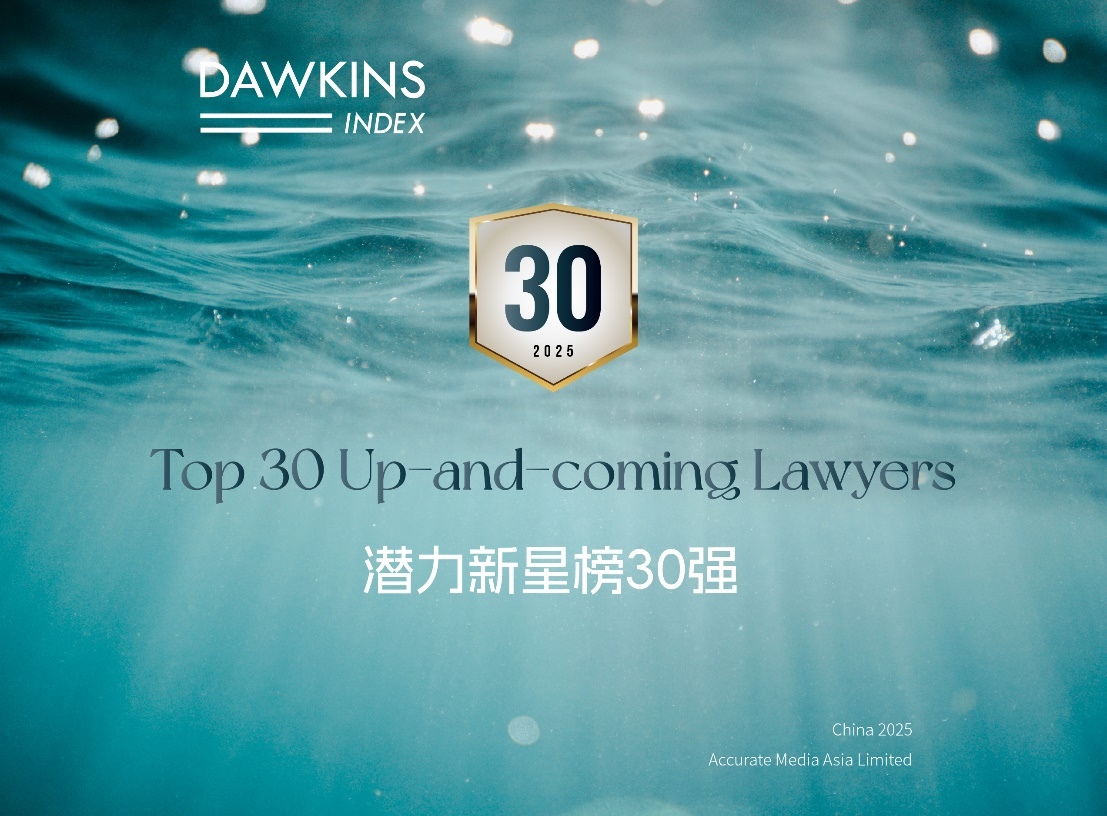 DAWKINS
INDEX
30
2025
Top 30 Up-and-coming Lawyers
潜力新星榜30强
China 2025
Accurate Media Asia Limited